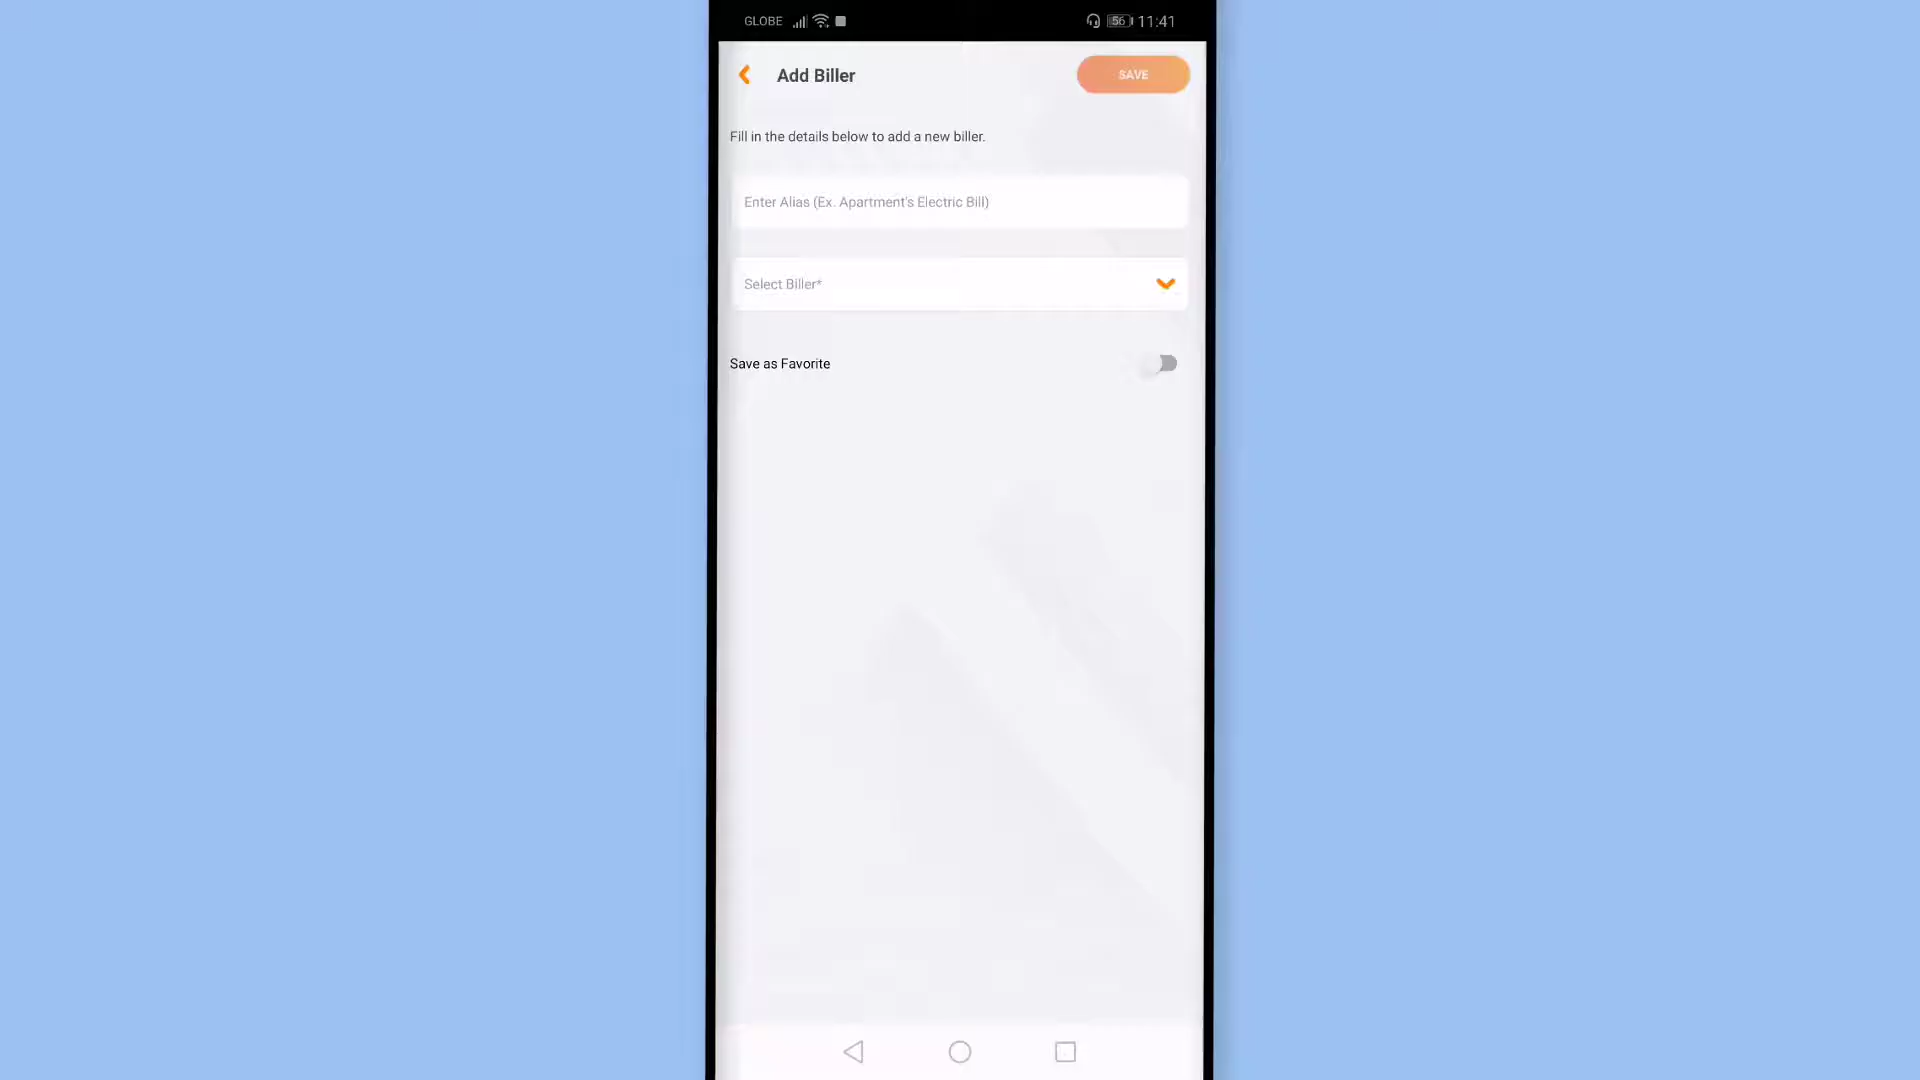 GLOBE 56 11:41
Add Biller SAVE
Fill in the details below to add a new biller.
Enter Alias (Ex. Apartment's Electric Bill)
Select Biller*
Save as Favorite